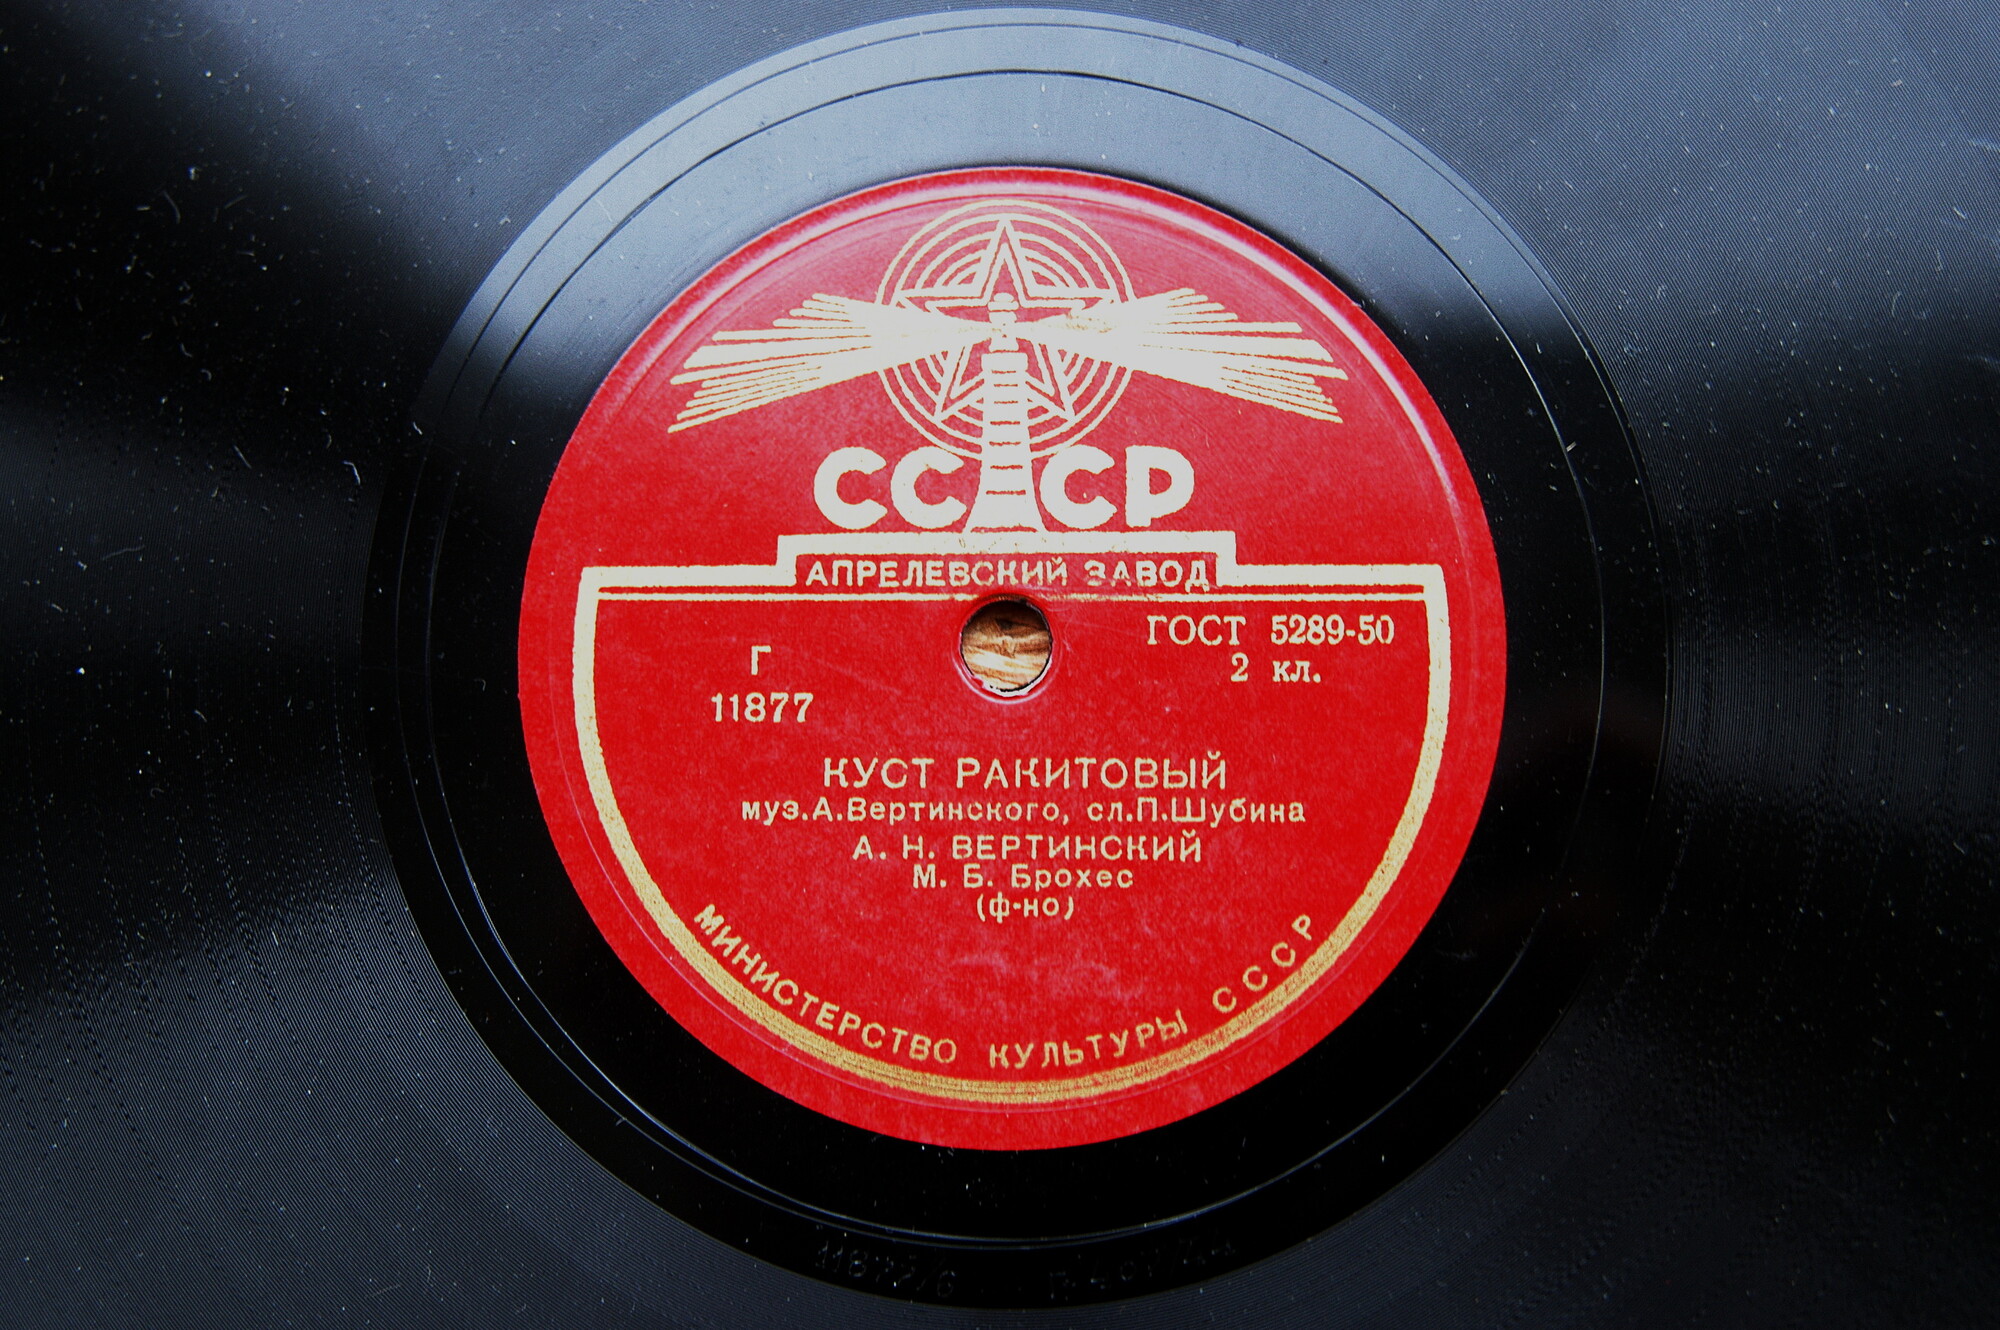 СССР
АПРЕЛЕВСКИЙ ЗАВОД
ГОСТ 5289-50
2 кл.
Г
11877
КУСТ РАКИТОВЫЙ
муз.А.Вертинского, сл.П.Шубина
А. Н. ВЕРТИНСКИЙ
М. Б. Брохес
(ф-но)
МИНИСТЕРСТВО КУЛЬТУРЫ СССР